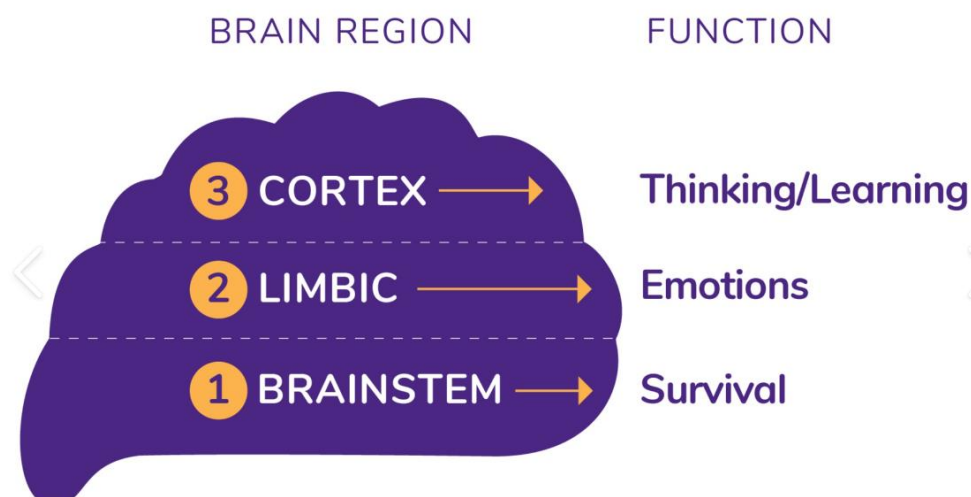 BRAIN REGION FUNCTION
3 CORTEX Thinking/Learning
2 LIMBIC Emotions
1 BRAINSTEM Survival